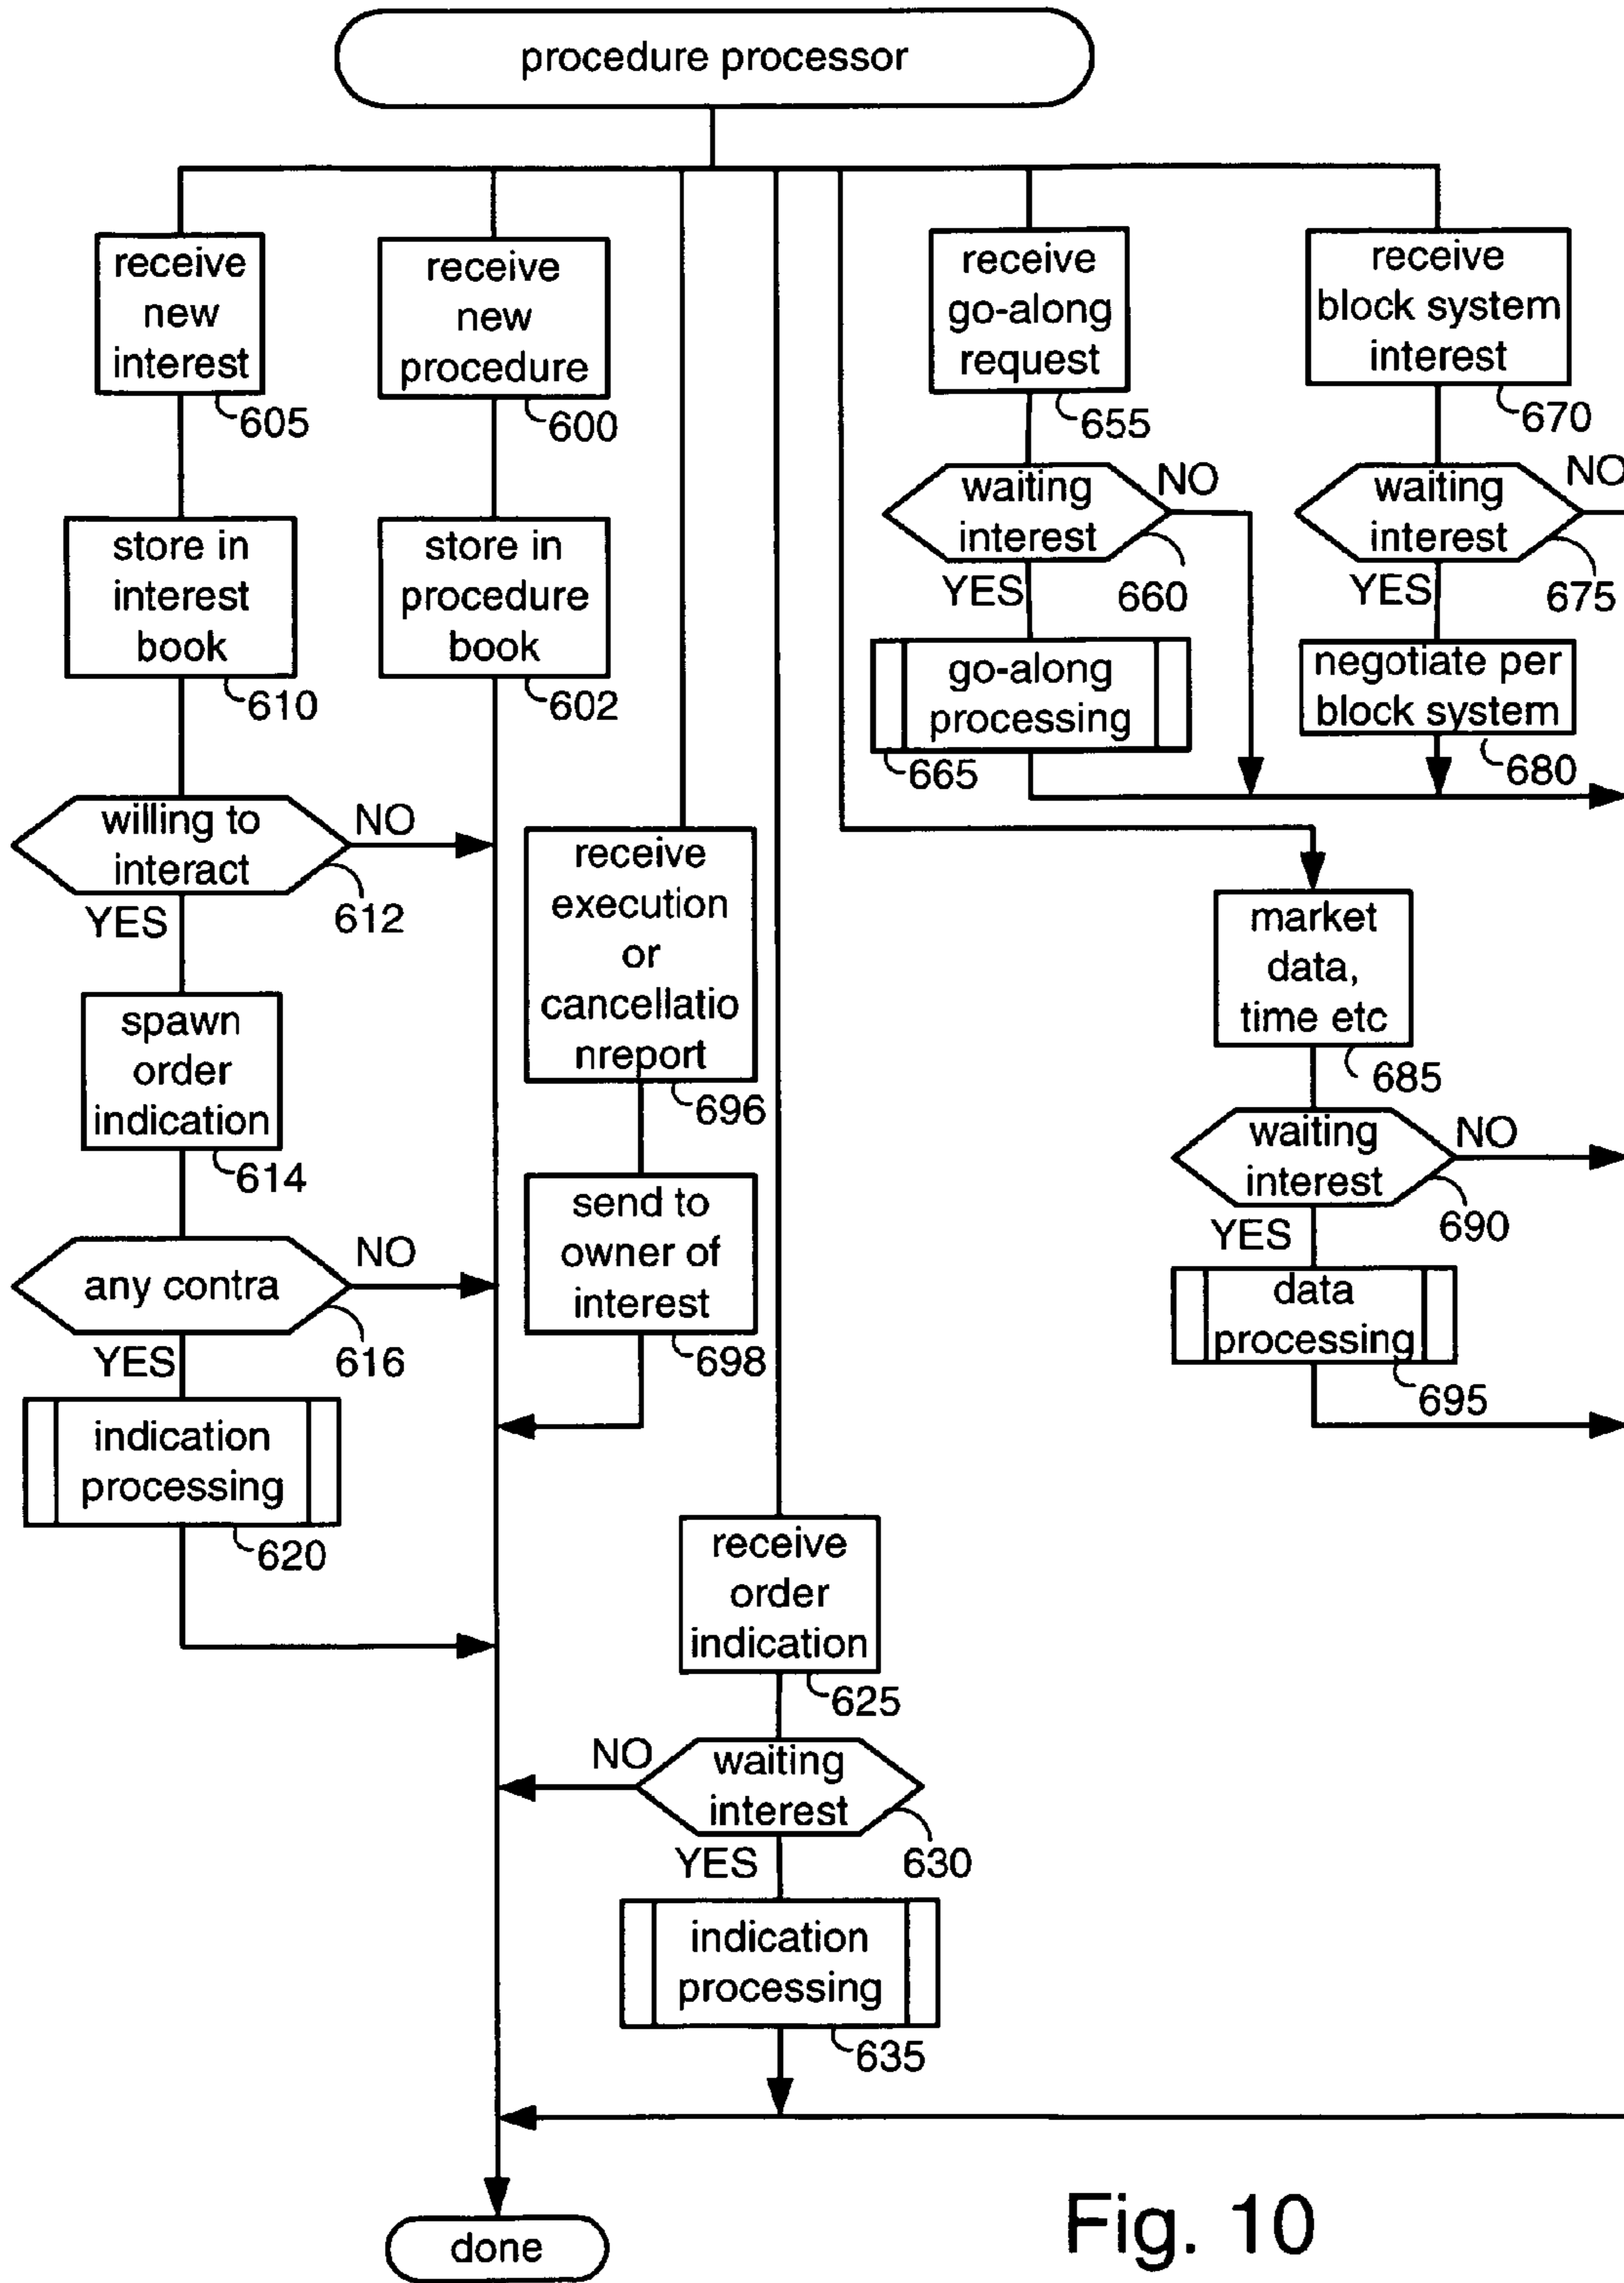 procedure processor
receive
new
interest
605
receive
new
procedure
600
receive
go-along
request
655
receive
block system
interest
670
store in
interest
book
610
store in
procedure
book
602
waiting
interest
NO
YES
660
waiting
interest
NO
YES
675
go-along
processing
665
negotiate per
block system
680
willing to
interact
NO
YES
612
receive
execution
or
cancellatio
nreport
696
market
data,
time etc
685
spawn
order
indication
614
send to
owner of
interest
698
waiting
interest
NO
YES
690
any contra
NO
YES
616
data
processing
695
indication
processing
620
receive
order
indication
625
NO
waiting
interest
YES
630
indication
processing
635
done
Fig. 10